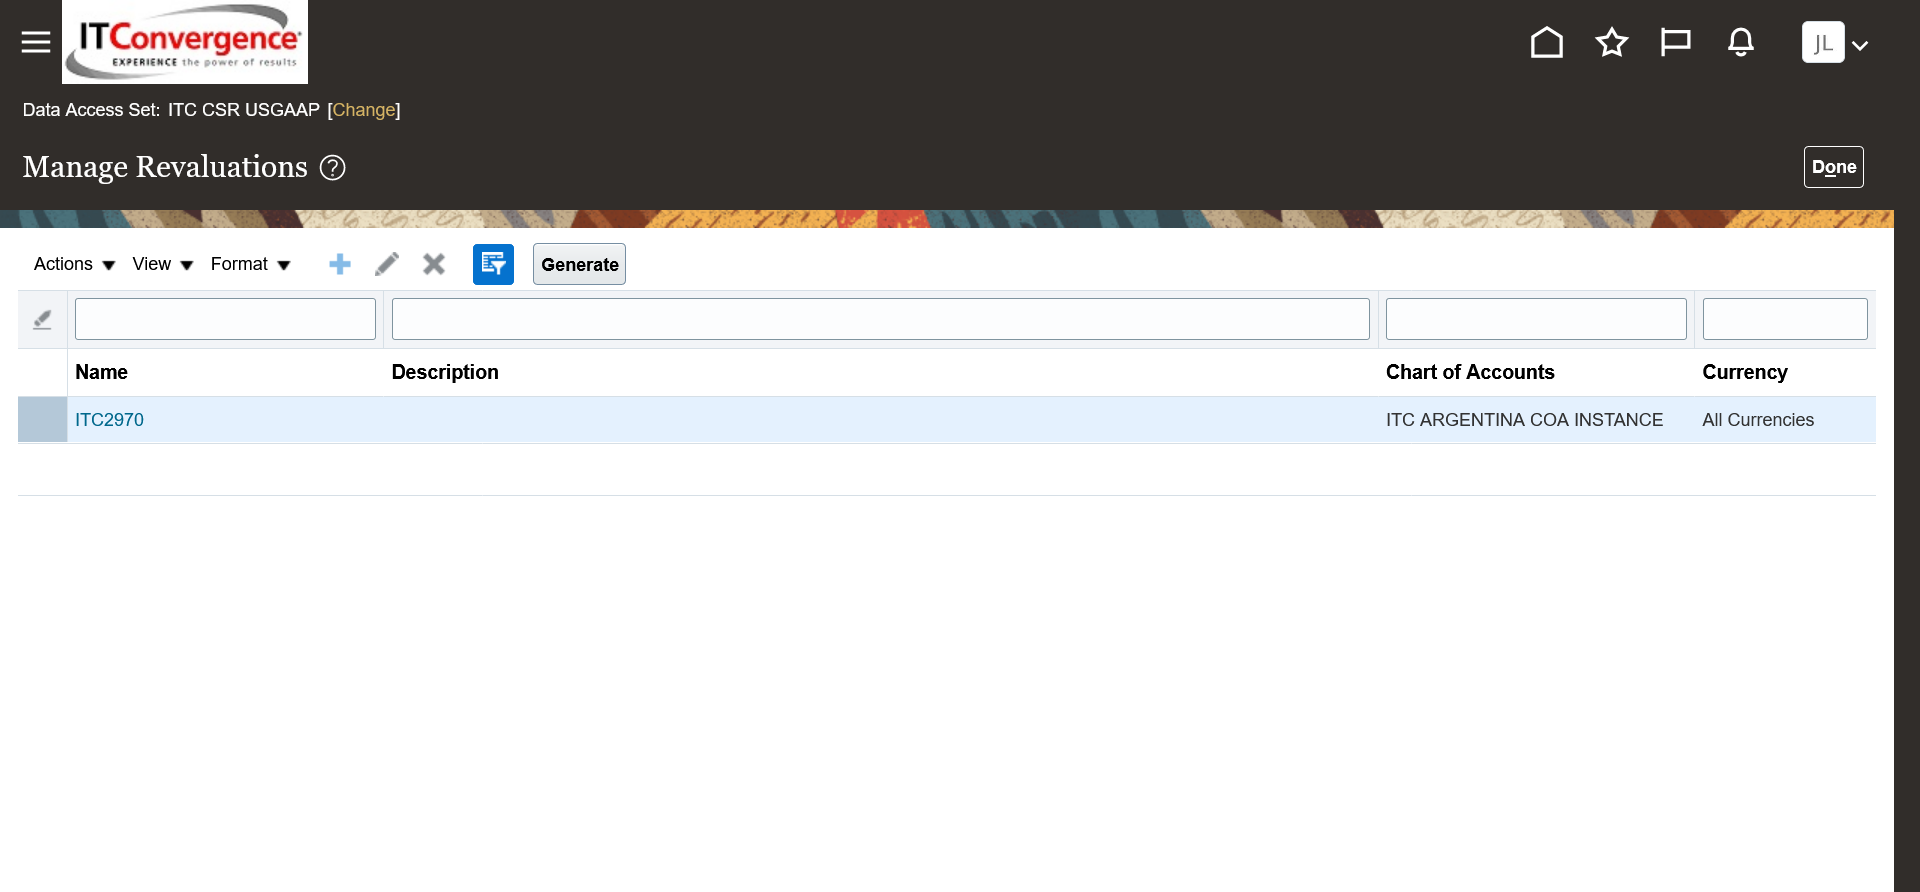 ITConvergence
EXPERIENCE the power of results
JL
Data Access Set: ITC CSR USGAAP [Change]
Manage Revaluations ?
Done
Actions View Format Generate
Name Description Chart of Accounts Currency
ITC2970 ITC ARGENTINA COA INSTANCE All Currencies